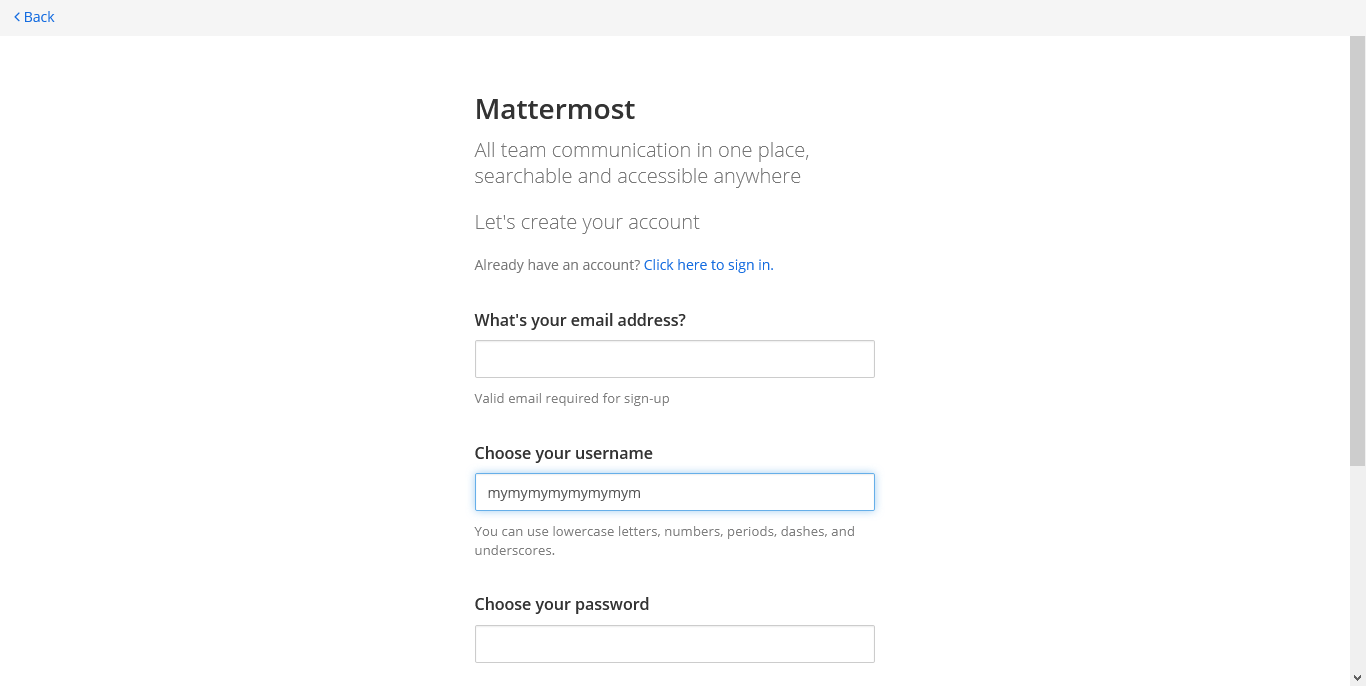 Back
Mattermost
All team communication in one place,
searchable and accessible anywhere
Let's create your account
Already have an account? Click here to sign in.
What's your email address?
Valid email required for sign-up
Choose your username
mymymymymymymym
You can use lowercase letters, numbers, periods, dashes, and
underscores.
Choose your password